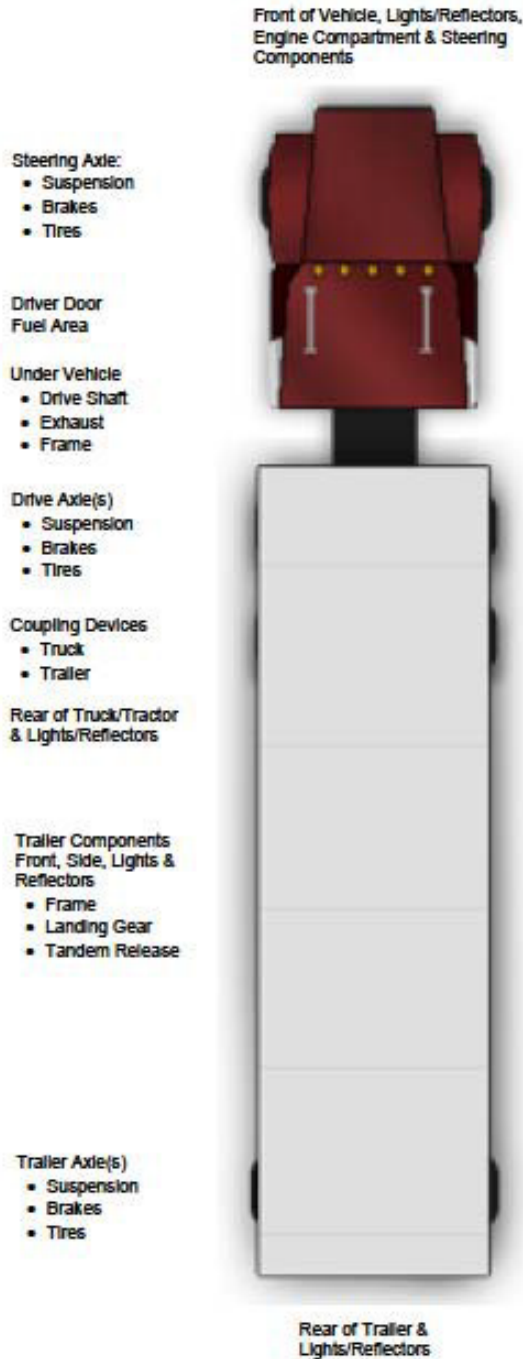 Front of Vehicle, Lights/Reflectors,
Engine Compartment & Steering
Components
Steering Axle:
• Suspension
• Brakes
• Tires
Driver Door
Fuel Area
Under Vehicle
• Drive Shaft
• Exhaust
• Frame
Drive Axle(s)
• Suspension
• Brakes
• Tires
Coupling Devices
• Truck
• Trailer
Rear of Truck/Tractor
& Lights/Reflectors
Trailer Components
Front, Side, Lights &
Reflectors
• Frame
• Landing Gear
• Tandem Release
Trailer Axle(s)
• Suspension
• Brakes
• Tires
Rear of Trailer &
Lights/Reflectors